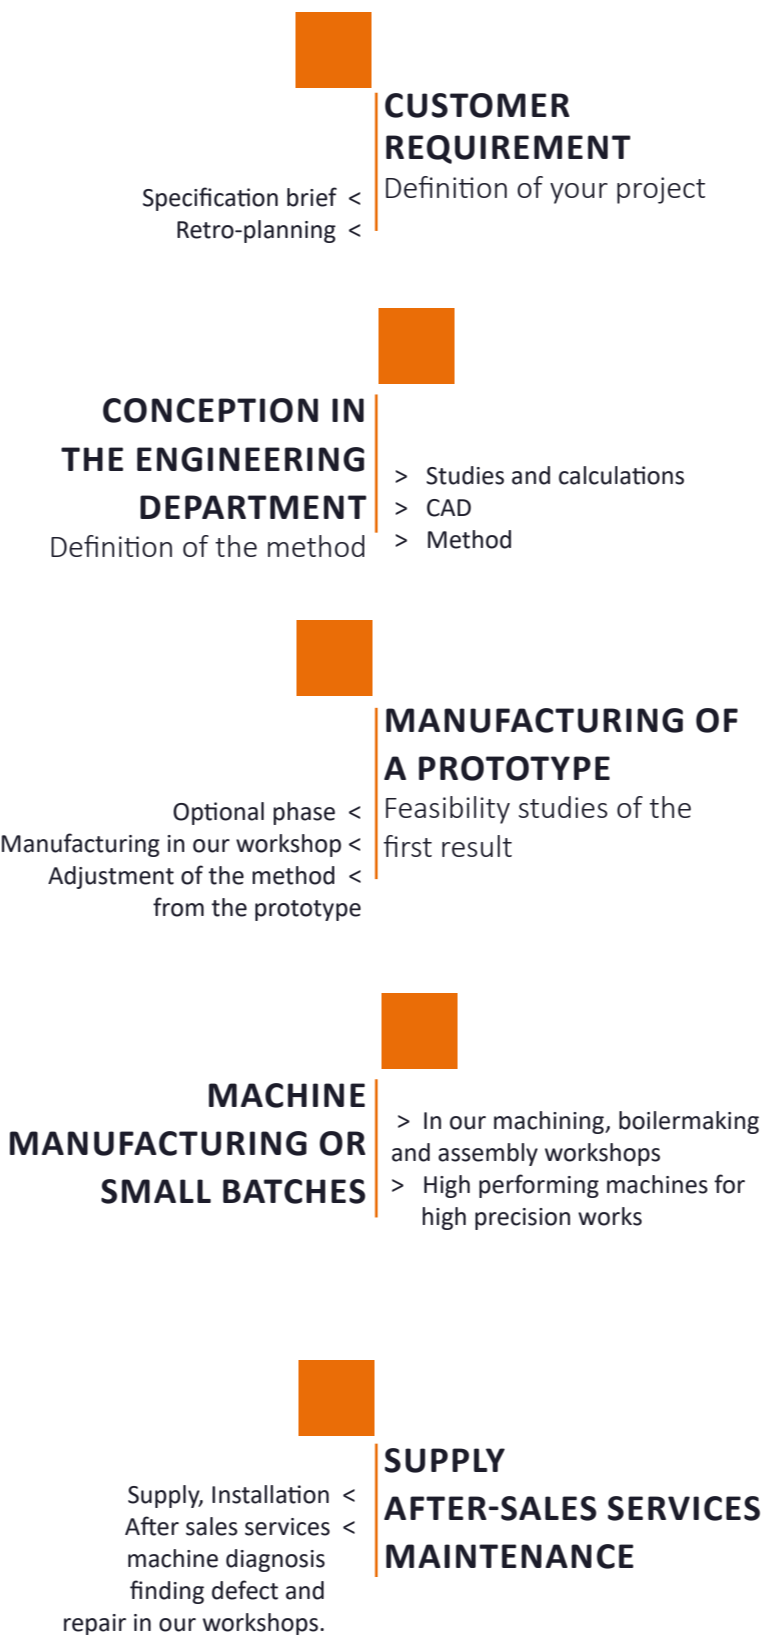 CUSTOMER
REQUIREMENT
Definition of your project
Specification brief <
Retro-planning <
CONCEPTION IN
THE ENGINEERING
DEPARTMENT
Definition of the method
> Studies and calculations
> CAD
> Method
MANUFACTURING OF
A PROTOTYPE
Feasibility studies of the
first result
Optional phase <
Manufacturing in our workshop <
Adjustment of the method <
from the prototype
MACHINE
MANUFACTURING OR
SMALL BATCHES
> In our machining, boilermaking
and assembly workshops
> High performing machines for
high precision works
SUPPLY
AFTER-SALES SERVICES
MAINTENANCE
Supply, Installation <
After sales services <
machine diagnosis
finding defect and
repair in our workshops.